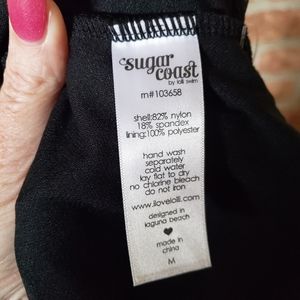 sugar
coast
by lolli swim
rn#103658
shell:82% nylon
18% spandex
lining:100% polyester
hand wash
separately
cold water
lay flat to dry
no chlorine bleach
do not iron
www.ilovelolli.com
designed in
laguna beach
made in
china
M